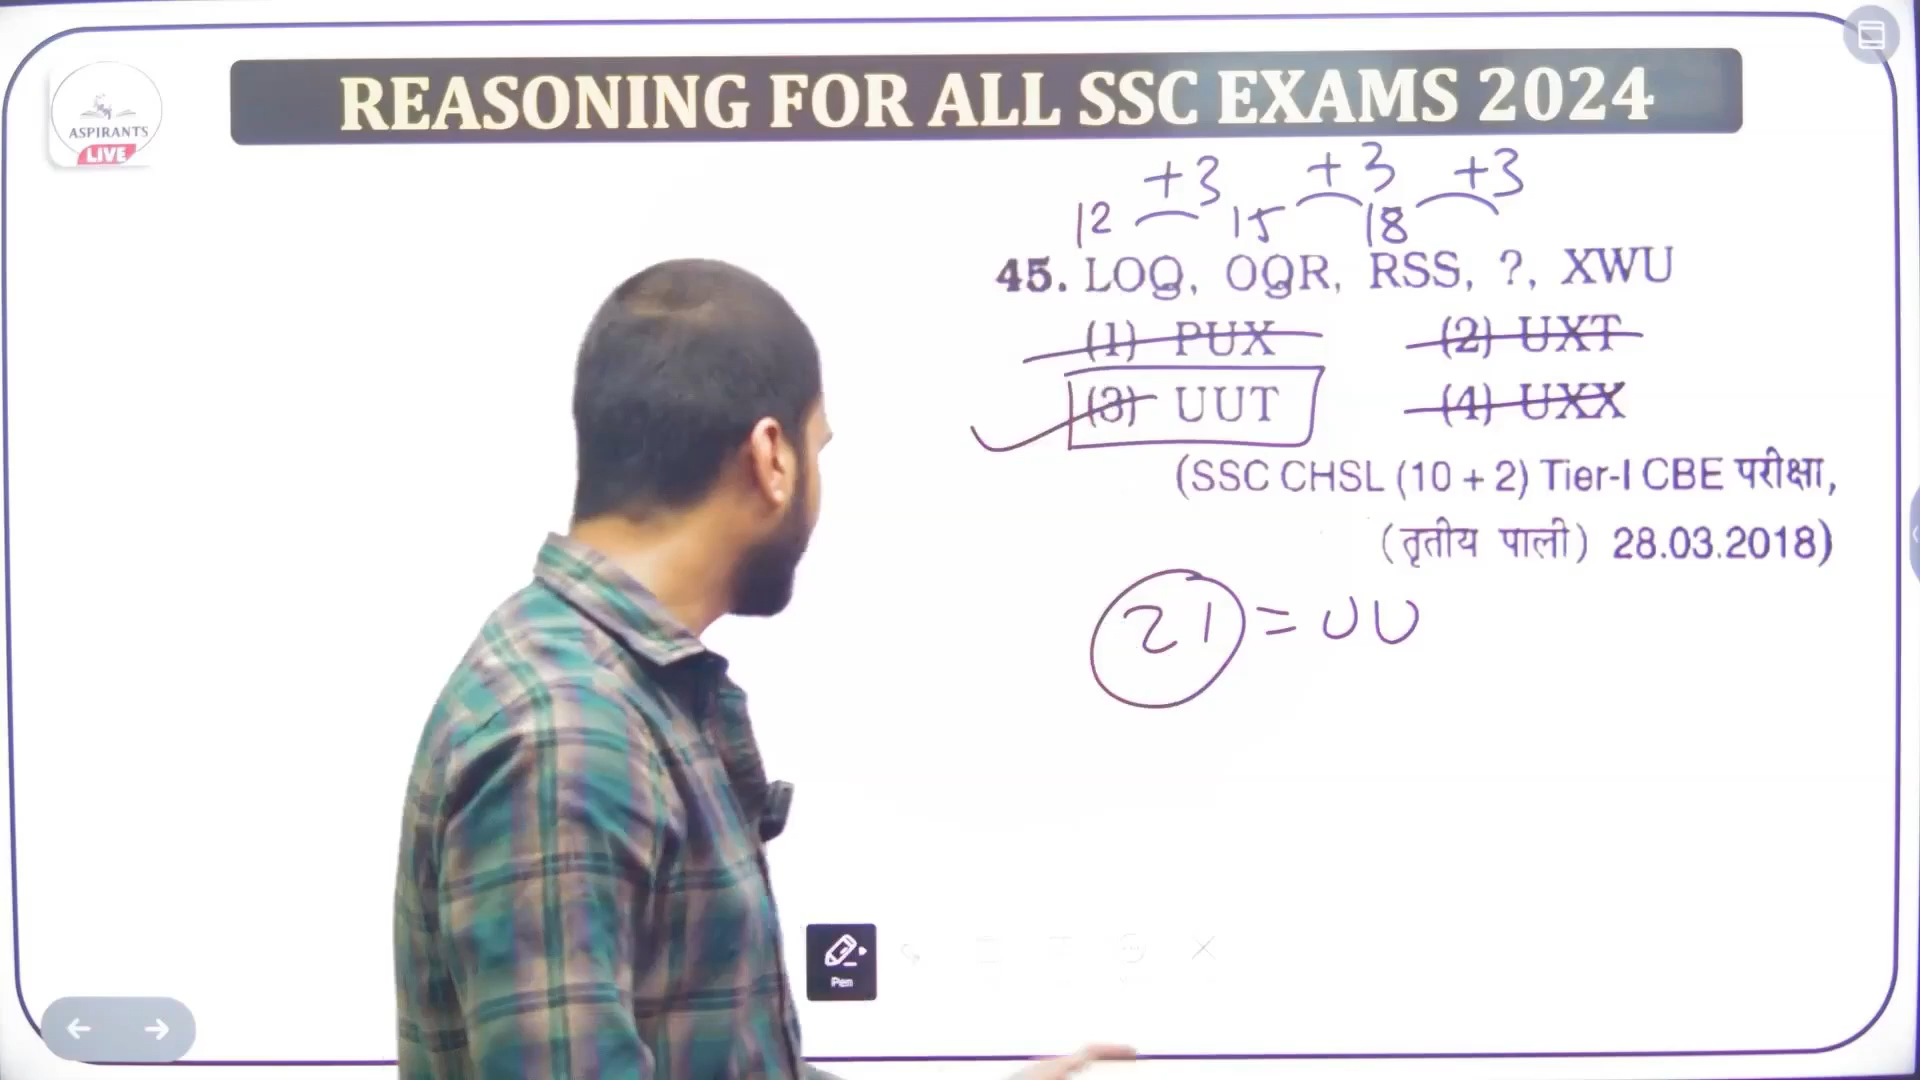 REASONING FOR ALL SSC EXAMS 2024
ASPIRANTS
LIVE
+3 +3 +3
12 15 18
45. LOQ, OQR, RSS, ?, XWU
(1) PUX (2) UXT
(3) UUT (4) UXX
(SSC CHSL (10 + 2) Tier-I CBE परीक्षा,
(तृतीय पाली) 28.03.2018)
21 = UU
Pen